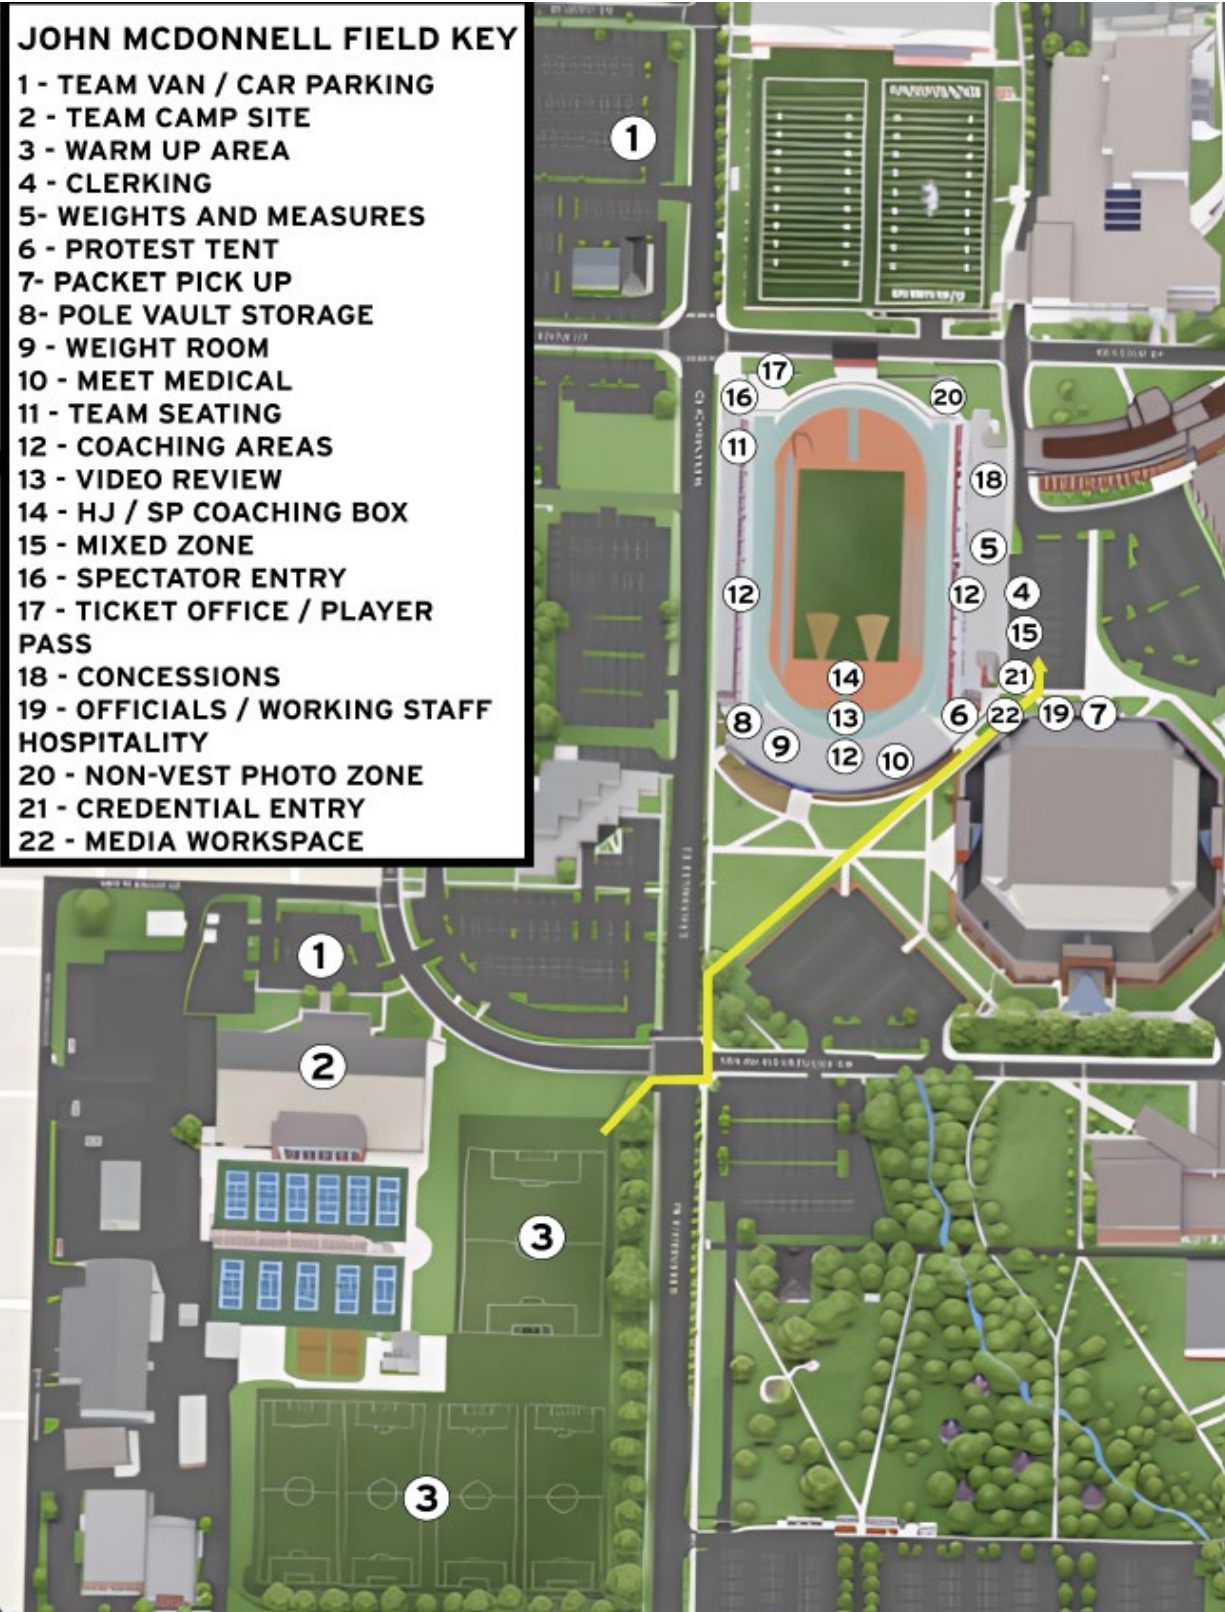 JOHN MCDONNELL FIELD KEY
1 - TEAM VAN / CAR PARKING
2 - TEAM CAMP SITE
3 - WARM UP AREA
4 - CLERKING
5- WEIGHTS AND MEASURES
6 - PROTEST TENT
7- PACKET PICK UP
8- POLE VAULT STORAGE
9 - WEIGHT ROOM
10 - MEET MEDICAL
11 - TEAM SEATING
12 - COACHING AREAS
13 - VIDEO REVIEW
14 - HJ / SP COACHING BOX
15 - MIXED ZONE
16 - SPECTATOR ENTRY
17 - TICKET OFFICE / PLAYER
PASS
18 - CONCESSIONS
19 - OFFICIALS / WORKING STAFF
HOSPITALITY
20 - NON-VEST PHOTO ZONE
21 - CREDENTIAL ENTRY
22 - MEDIA WORKSPACE
1
17
16
20
11
18
5
12
12
4
15
14
21
8
13
6
22
19
7
9
12
10
1
2
3
3